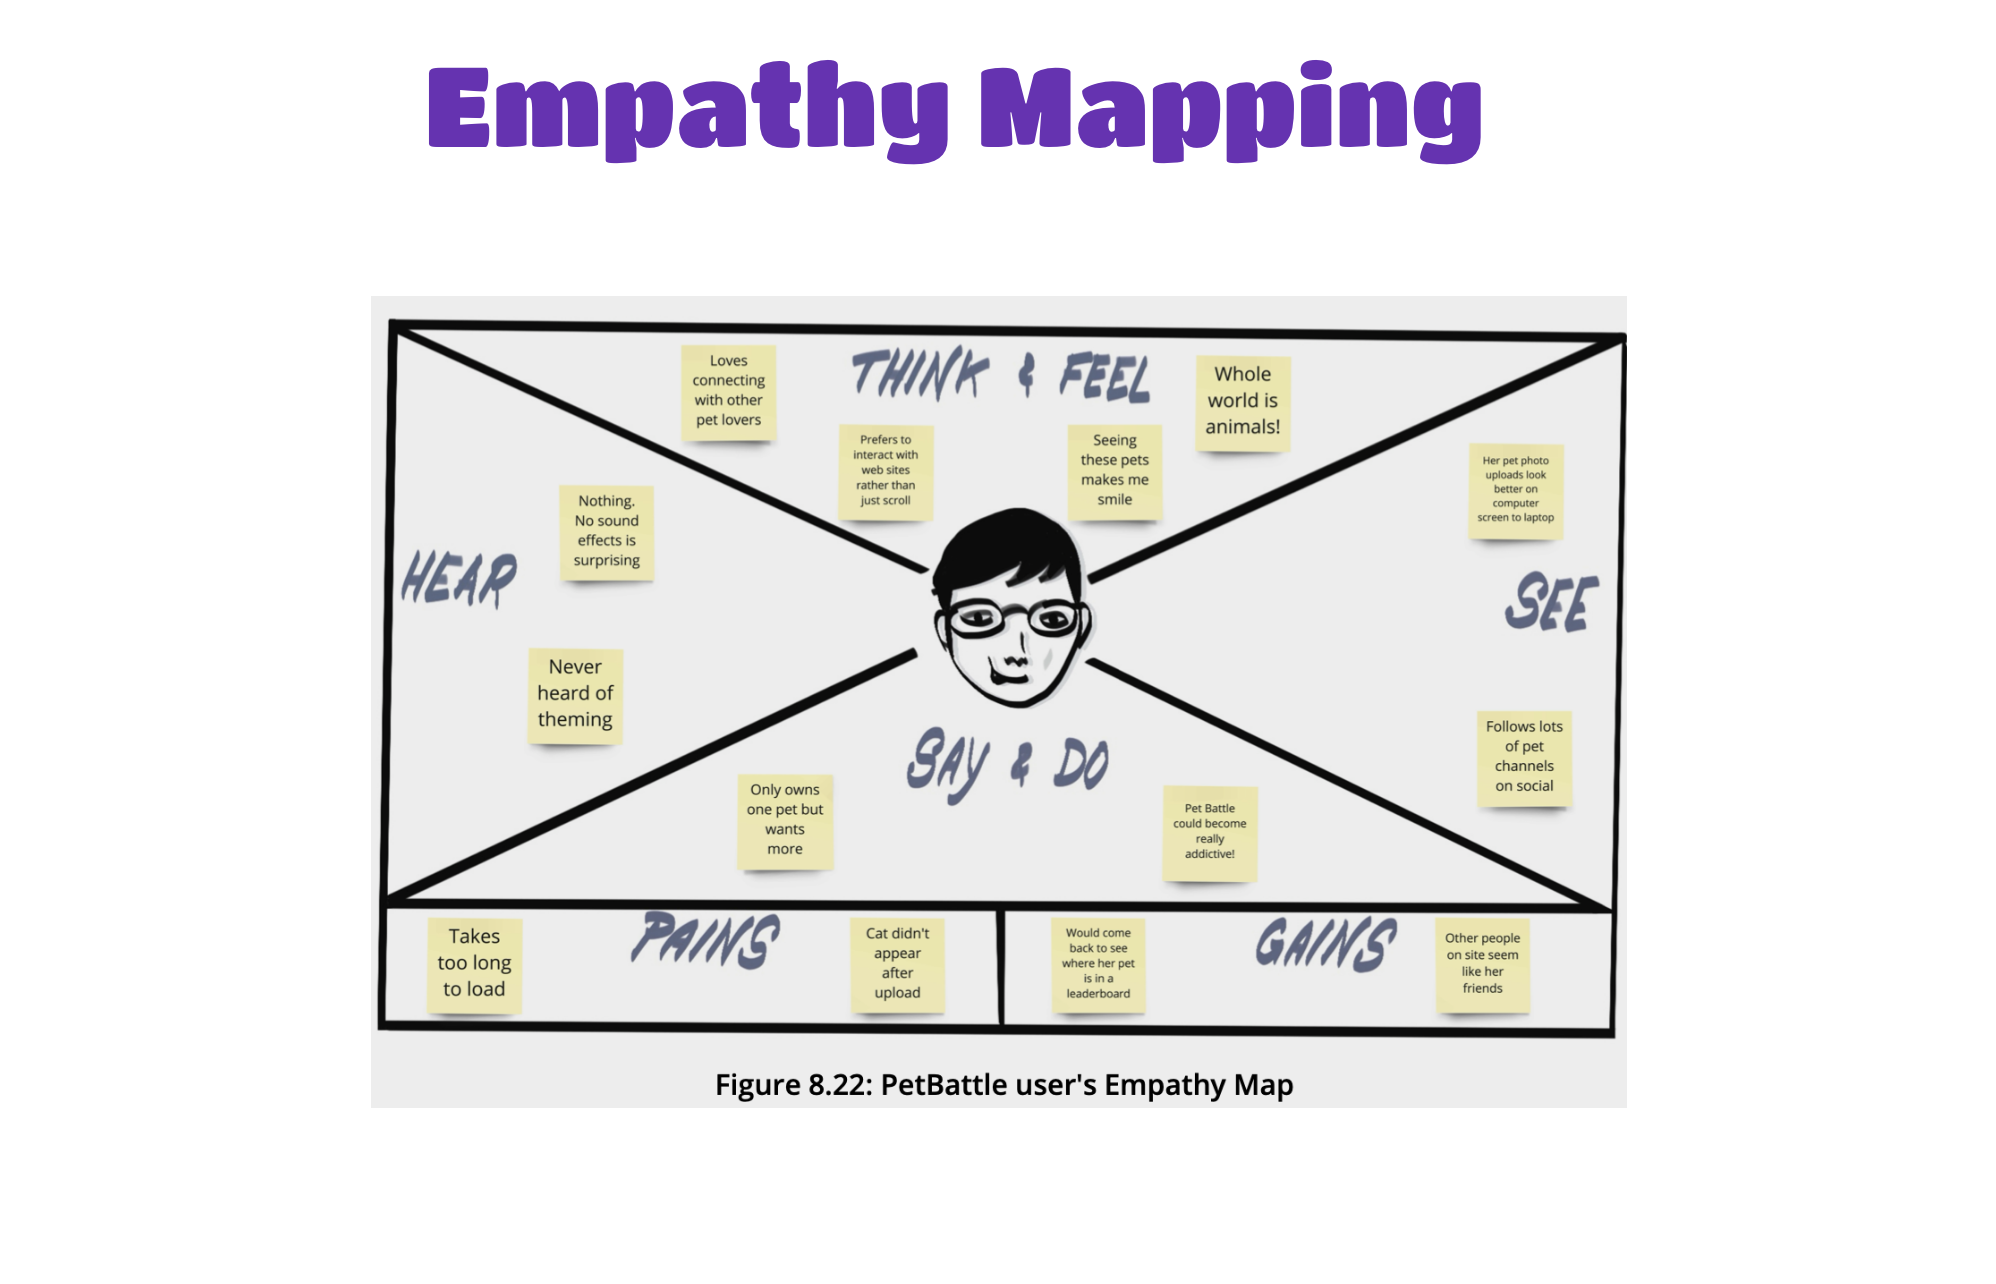 Empathy Mapping
THINK & FEEL
Loves
connecting
with other
pet lovers
Prefers to
interact with
web sites
rather than
just scroll
Seeing
these pets
makes me
smile
Whole
world is
animals!
HEAR
Nothing.
No sound
effects is
surprising
Never
heard of
theming
SEE
Her pet photo
uploads look
better on
computer
screen to laptop
Follows lots
of pet
channels
on social
SAY & DO
Only owns
one pet but
wants
more
Pet Battle
could become
really
addictive!
PAINS
Takes
too long
to load
Cat didn't
appear
after
upload
GAINS
Would come
back to see
where her pet
is in a
leaderboard
Other people
on site seem
like her
friends
Figure 8.22: PetBattle user's Empathy Map